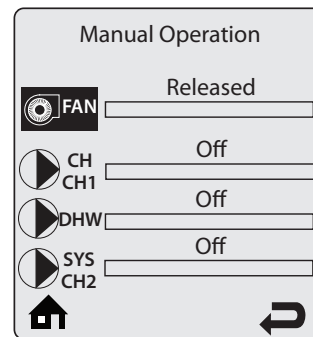 Manual Operation
Released
FAN
Off
CH
CH1
Off
DHW
Off
SYS
CH2